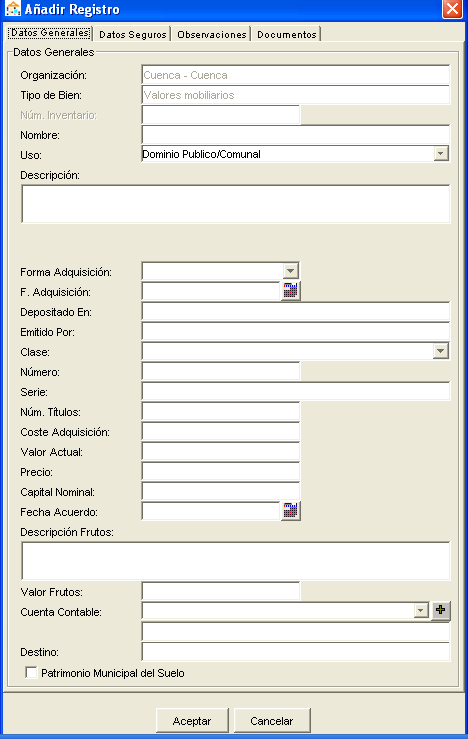 Añadir Registro
Datos Generales Datos Seguros Observaciones Documentos
Datos Generales
Organización: Cuenca - Cuenca
Tipo de Bien: Valores mobiliarios
Núm. Inventario:
Nombre:
Uso: Dominio Publico/Comunal
Descripción:
Forma Adquisición:
F. Adquisición:
Depositado En:
Emitido Por:
Clase:
Número:
Serie:
Núm. Títulos:
Coste Adquisición:
Valor Actual:
Precio:
Capital Nominal:
Fecha Acuerdo:
Descripción Frutos:
Valor Frutos:
Cuenta Contable:
Destino:
Patrimonio Municipal del Suelo
Aceptar Cancelar